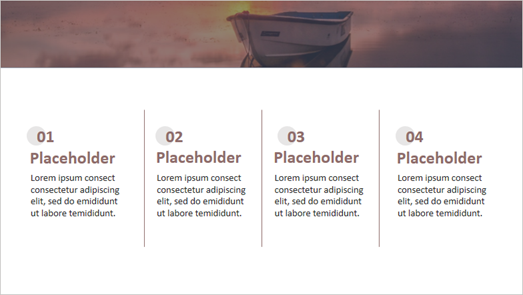 01
Placeholder
Lorem ipsum consect
consectetur adipiscing
elit, sed do emididunt
ut labore temididunt.
02
Placeholder
Lorem ipsum consect
consectetur adipiscing
elit, sed do emididunt
ut labore temididunt.
03
Placeholder
Lorem ipsum consect
consectetur adipiscing
elit, sed do emididunt
ut labore temididunt.
04
Placeholder
Lorem ipsum consect
consectetur adipiscing
elit, sed do emididunt
ut labore temididunt.